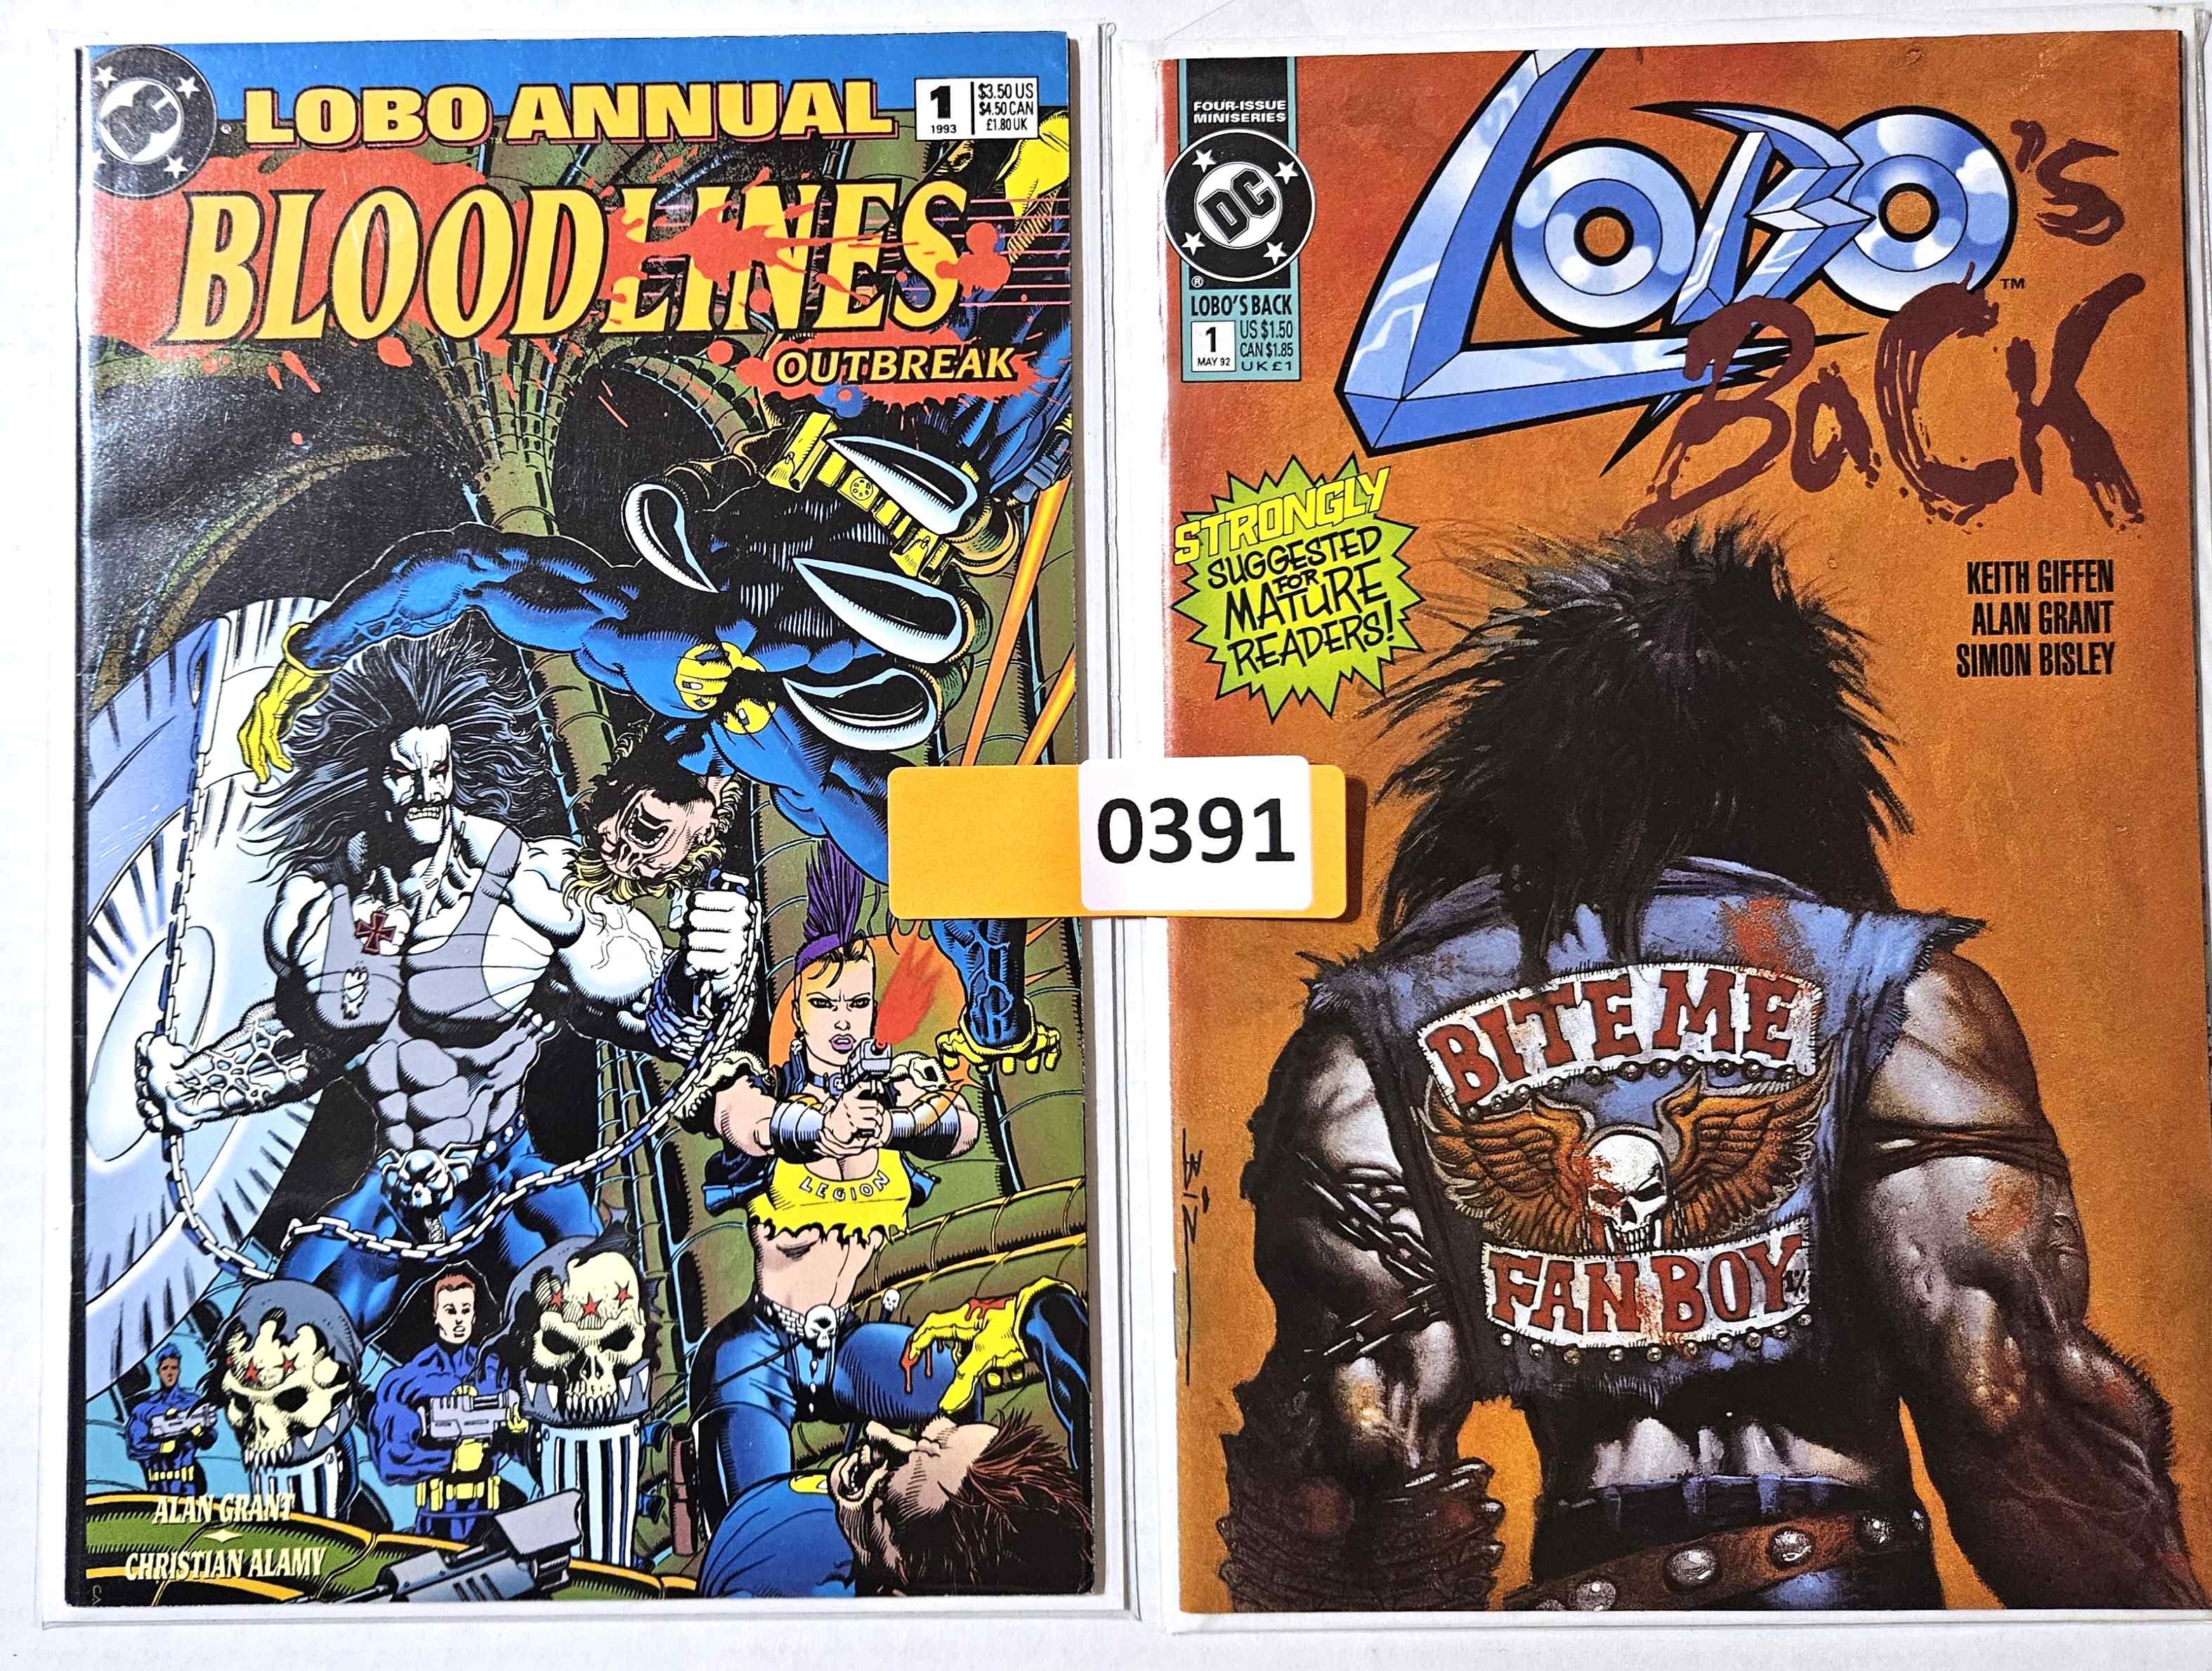 DC
®
LOBO ANNUAL
1
1993
$3.50 US
$4.50 CAN
£1.80 UK
BLOODLINES
OUTBREAK
LEGION
ALAN GRANT
CHRISTIAN ALAMY
0391
FOUR-ISSUE
MINISERIES
DC
®
LOBO'S BACK
1
MAY 92
US $1.50
CAN $1.85
UK £1
LOBO'S
™
BACK
STRONGLY
SUGGESTED
FOR
MATURE
READERS!
KEITH GIFFEN
ALAN GRANT
SIMON BISLEY
BITE ME
FAN BOY